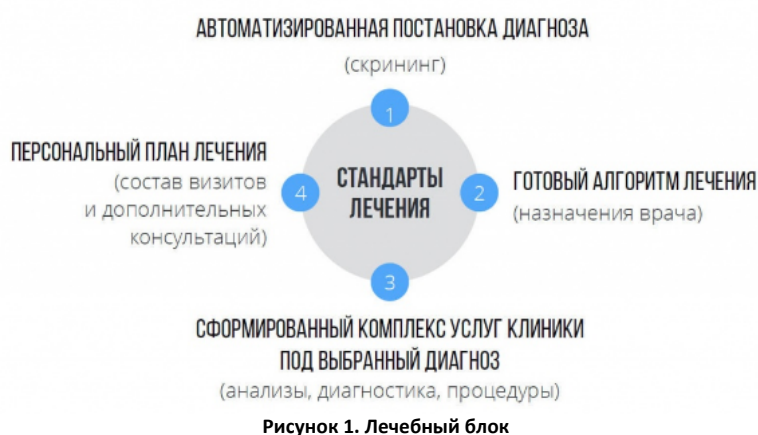 АВТОМАТИЗИРОВАННАЯ ПОСТАНОВКА ДИАГНОЗА
(скрининг)
1
ПЕРСОНАЛЬНЫЙ ПЛАН ЛЕЧЕНИЯ
(состав визитов
и дополнительных
консультаций)
4
СТАНДАРТЫ
ЛЕЧЕНИЯ
2
ГОТОВЫЙ АЛГОРИТМ ЛЕЧЕНИЯ
(назначения врача)
3
СФОРМИРОВАННЫЙ КОМПЛЕКС УСЛУГ КЛИНИКИ
ПОД ВЫБРАННЫЙ ДИАГНОЗ
(анализы, диагностика, процедуры)
Рисунок 1. Лечебный блок